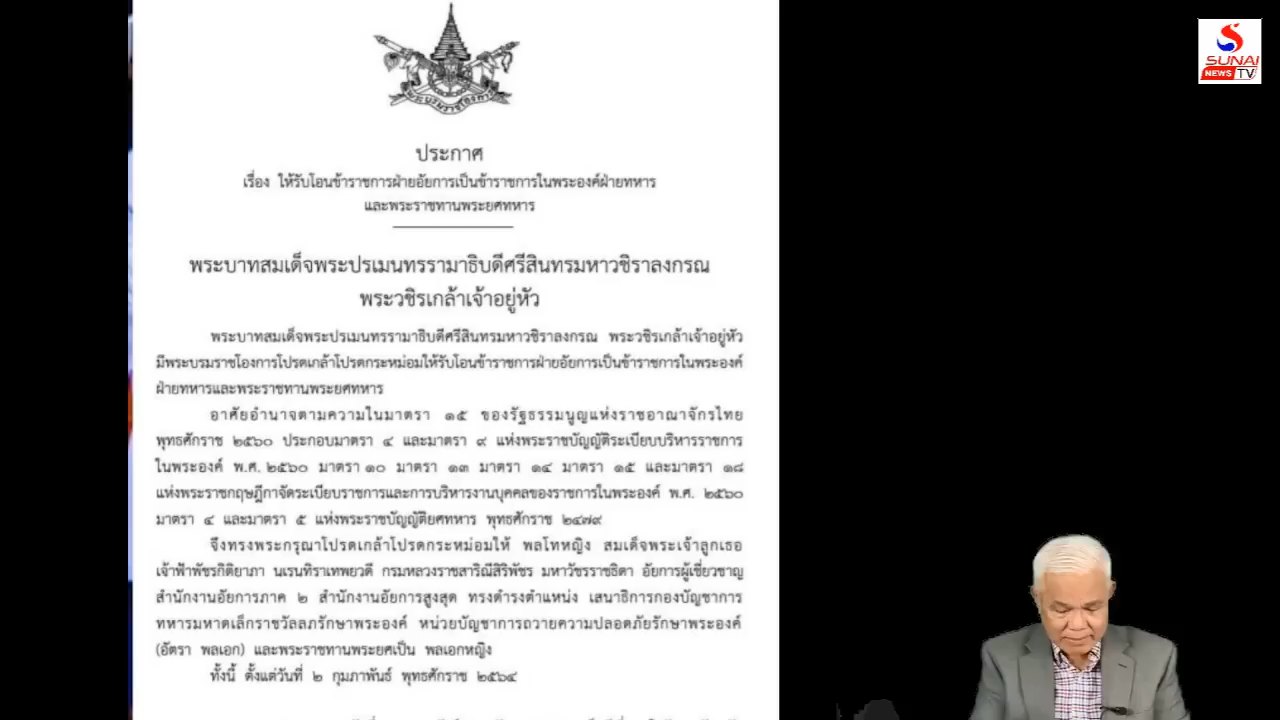 SUNAI
NEWS TV
พระบรมราชโองการ
ประกาศ
เรื่อง ให้รับโอนข้าราชการฝ่ายอัยการเป็นข้าราชการในพระองค์ฝ่ายทหาร
และพระราชทานพระยศทหาร
พระบาทสมเด็จพระปรเมนทรรามาธิบดีศรีสินทรมหาวชิราลงกรณ
พระวชิรเกล้าเจ้าอยู่หัว
พระบาทสมเด็จพระปรเมนทรรามาธิบดีศรีสินทรมหาวชิราลงกรณ พระวชิรเกล้าเจ้าอยู่หัว
มีพระบรมราชโองการโปรดเกล้าโปรดกระหม่อมให้รับโอนข้าราชการฝ่ายอัยการเป็นข้าราชการในพระองค์
ฝ่ายทหารและพระราชทานพระยศทหาร
อาศัยอำนาจตามความในมาตรา ๑๕ ของรัฐธรรมนูญแห่งราชอาณาจักรไทย
พุทธศักราช ๒๕๖๐ ประกอบมาตรา ๔ และมาตรา ๙ แห่งพระราชบัญญัติระเบียบบริหารราชการ
ในพระองค์ พ.ศ. ๒๕๖๐ มาตรา ๑๐ มาตรา ๑๓ มาตรา ๑๔ มาตรา ๑๕ และมาตรา ๑๘
แห่งพระราชกฤษฎีกาจัดระเบียบราชการและการบริหารงานบุคคลของราชการในพระองค์ พ.ศ. ๒๕๖๐
มาตรา ๔ และมาตรา ๕ แห่งพระราชบัญญัติยศทหาร พุทธศักราช ๒๔๗๙
จึงทรงพระกรุณาโปรดเกล้าโปรดกระหม่อมให้ พลโทหญิง สมเด็จพระเจ้าลูกเธอ
เจ้าฟ้าพัชรกิติยาภา นเรนทิราเทพยวดี กรมหลวงราชสาริณีสิริพัชร มหาวัชรราชธิดา อัยการผู้เชี่ยวชาญ
สำนักงานอัยการภาค ๒ สำนักงานอัยการสูงสุด ทรงดำรงตำแหน่ง เสนาธิการกองบัญชาการ
ทหารมหาดเล็กราชวัลลภรักษาพระองค์ หน่วยบัญชาการถวายความปลอดภัยรักษาพระองค์
(อัตรา พลเอก) และพระราชทานพระยศเป็น พลเอกหญิง
ทั้งนี้ ตั้งแต่วันที่ ๒ กุมภาพันธ์ พุทธศักราช ๒๕๖๔